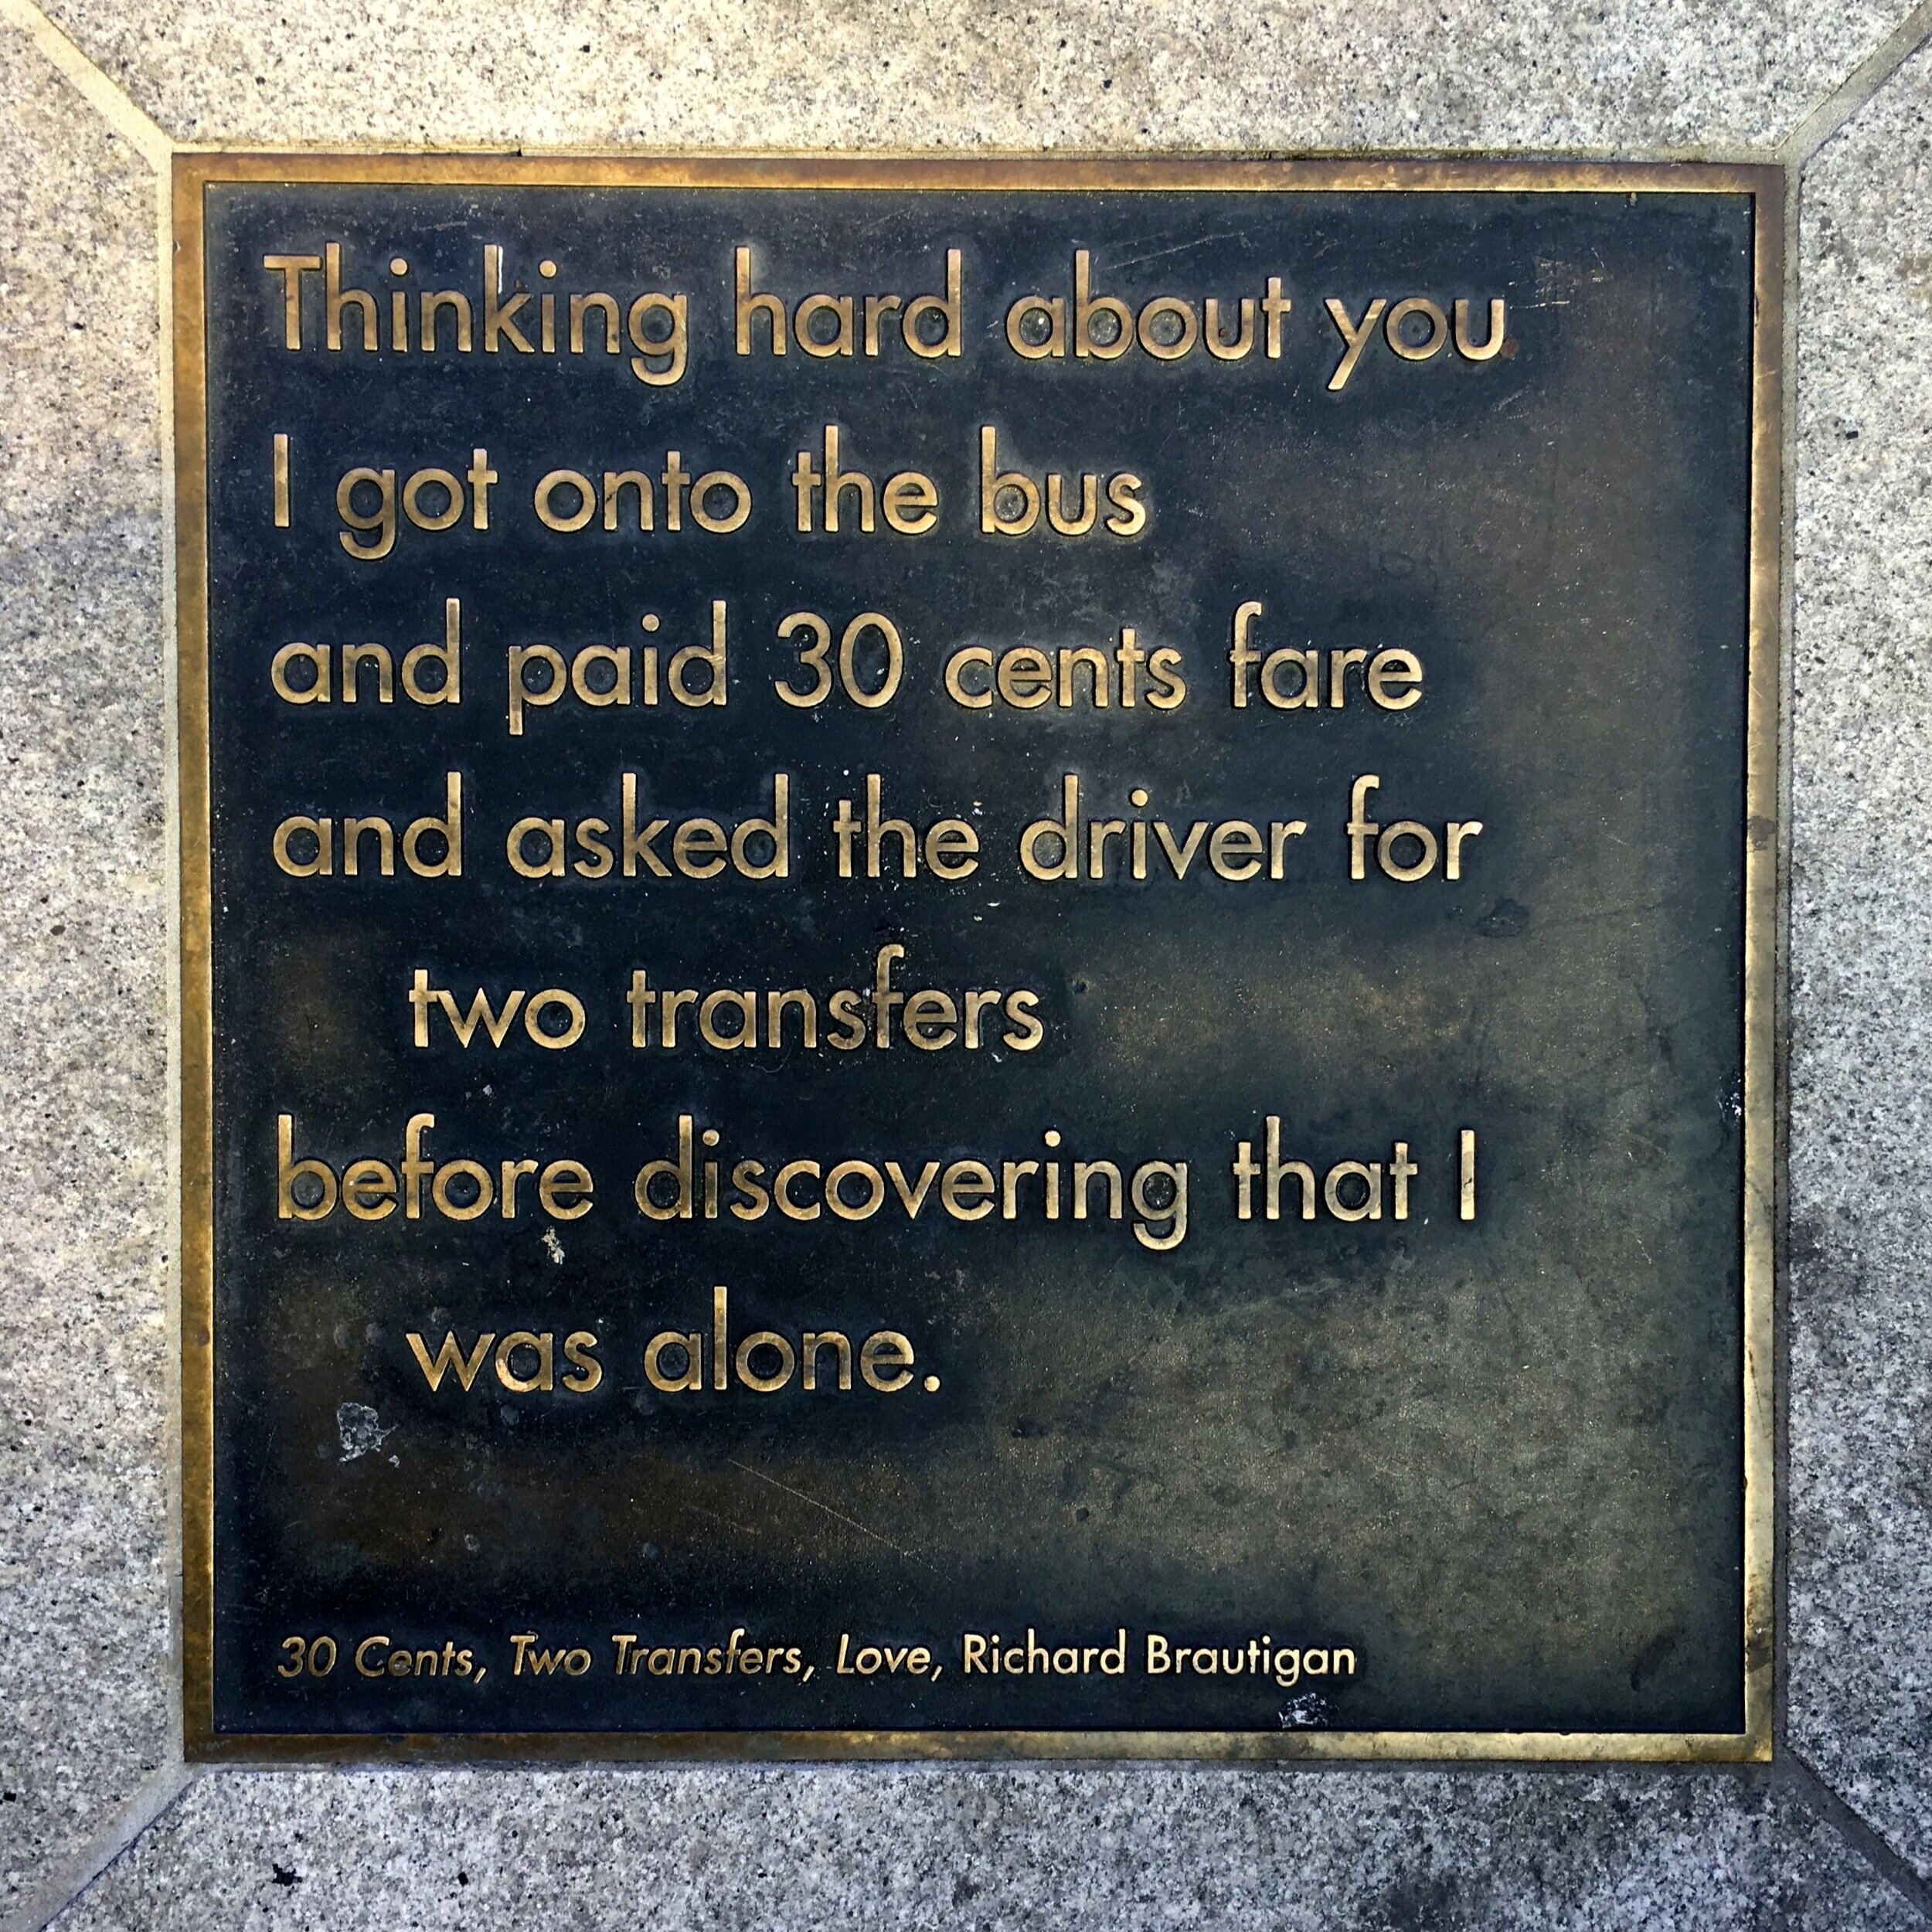 Thinking hard about you
I got onto the bus
and paid 30 cents fare
and asked the driver for
two transfers
before discovering that I
was alone.
30 Cents, Two Transfers, Love, Richard Brautigan